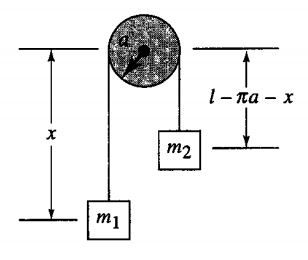 a
x
l – πa – x
m₂
m₁